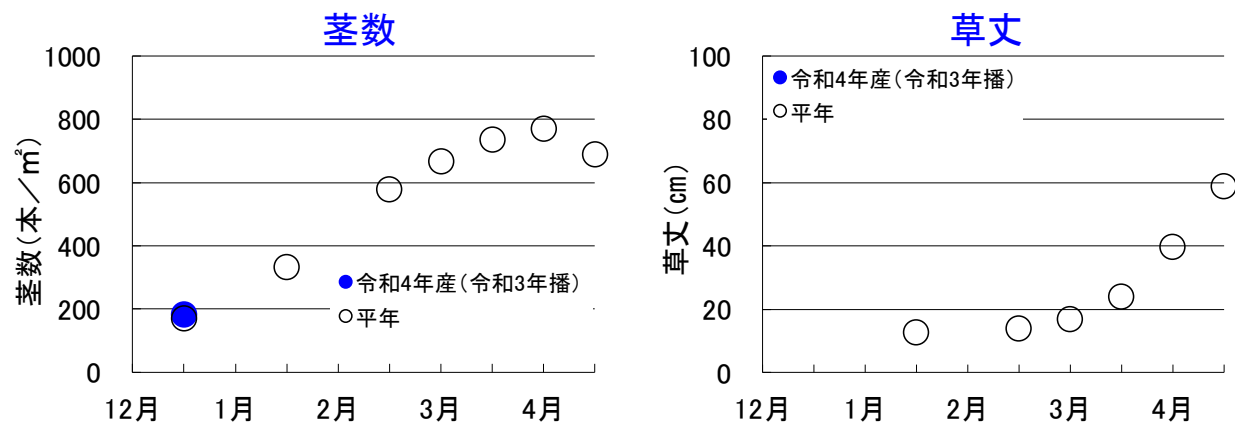 茎数
茎数(本／㎡)
1000
800
600
400
200
0
●令和4年産(令和3年播)
○平年
12月 1月 2月 3月 4月
草丈
草丈(㎝)
100
80
60
40
20
0
●令和4年産(令和3年播)
○平年
12月 1月 2月 3月 4月